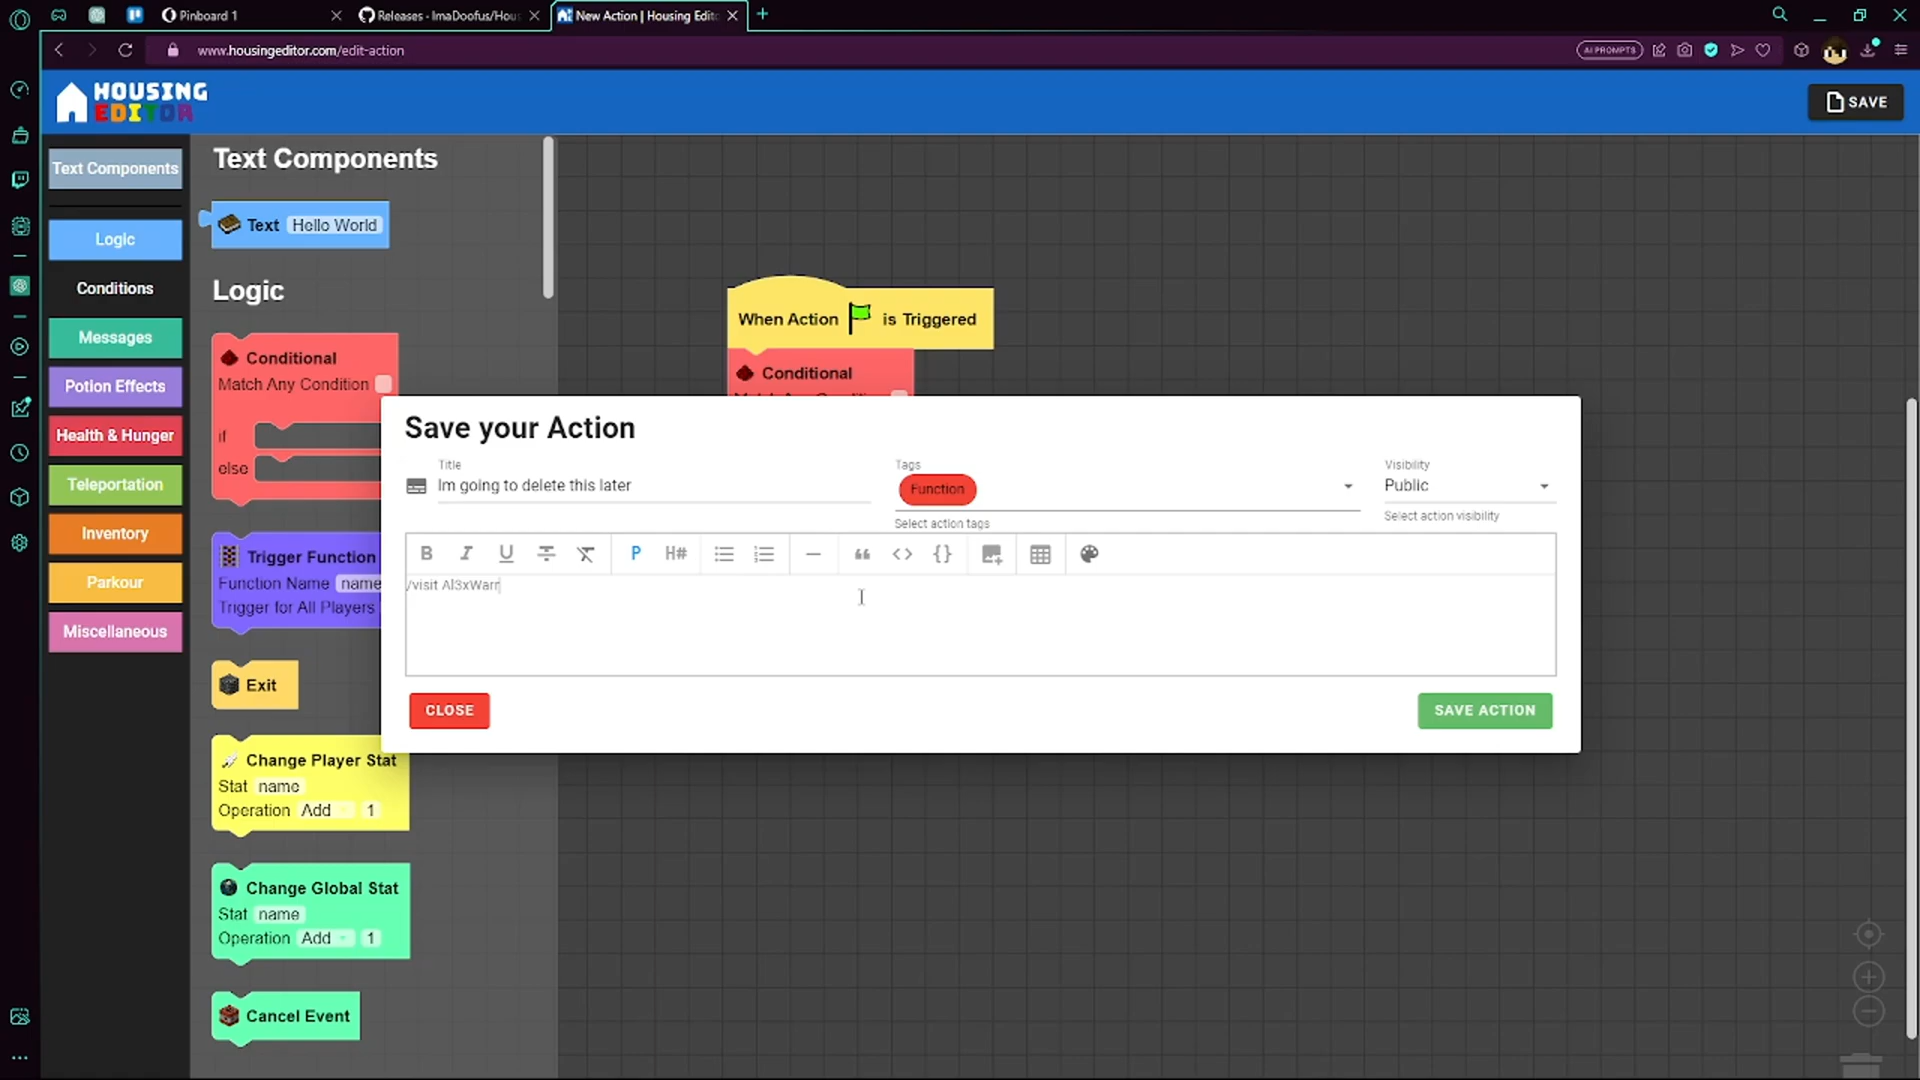 Pinboard 1
Releases - ImaDoofus/Hou
New Action | Housing Edit
www.housingeditor.com/edit-action
AI PROMPTS
HOUSING
EDITOR
SAVE
Text Components
Logic
Conditions
Messages
Potion Effects
Health & Hunger
Teleportation
Inventory
Parkour
Miscellaneous
Text Components
Text Hello World
Logic
Conditional
Match Any Condition
if
else
Trigger Function
Function Name name
Trigger for All Players
Exit
Change Player Stat
Stat name
Operation Add 1
Change Global Stat
Stat name
Operation Add 1
Cancel Event
When Action is Triggered
Conditional
Save your Action
Title
Im going to delete this later
Tags
Function
Select action tags
Visibility
Public
Select action visibility
B I U P H#
/visit Al3xWarr
CLOSE
SAVE ACTION